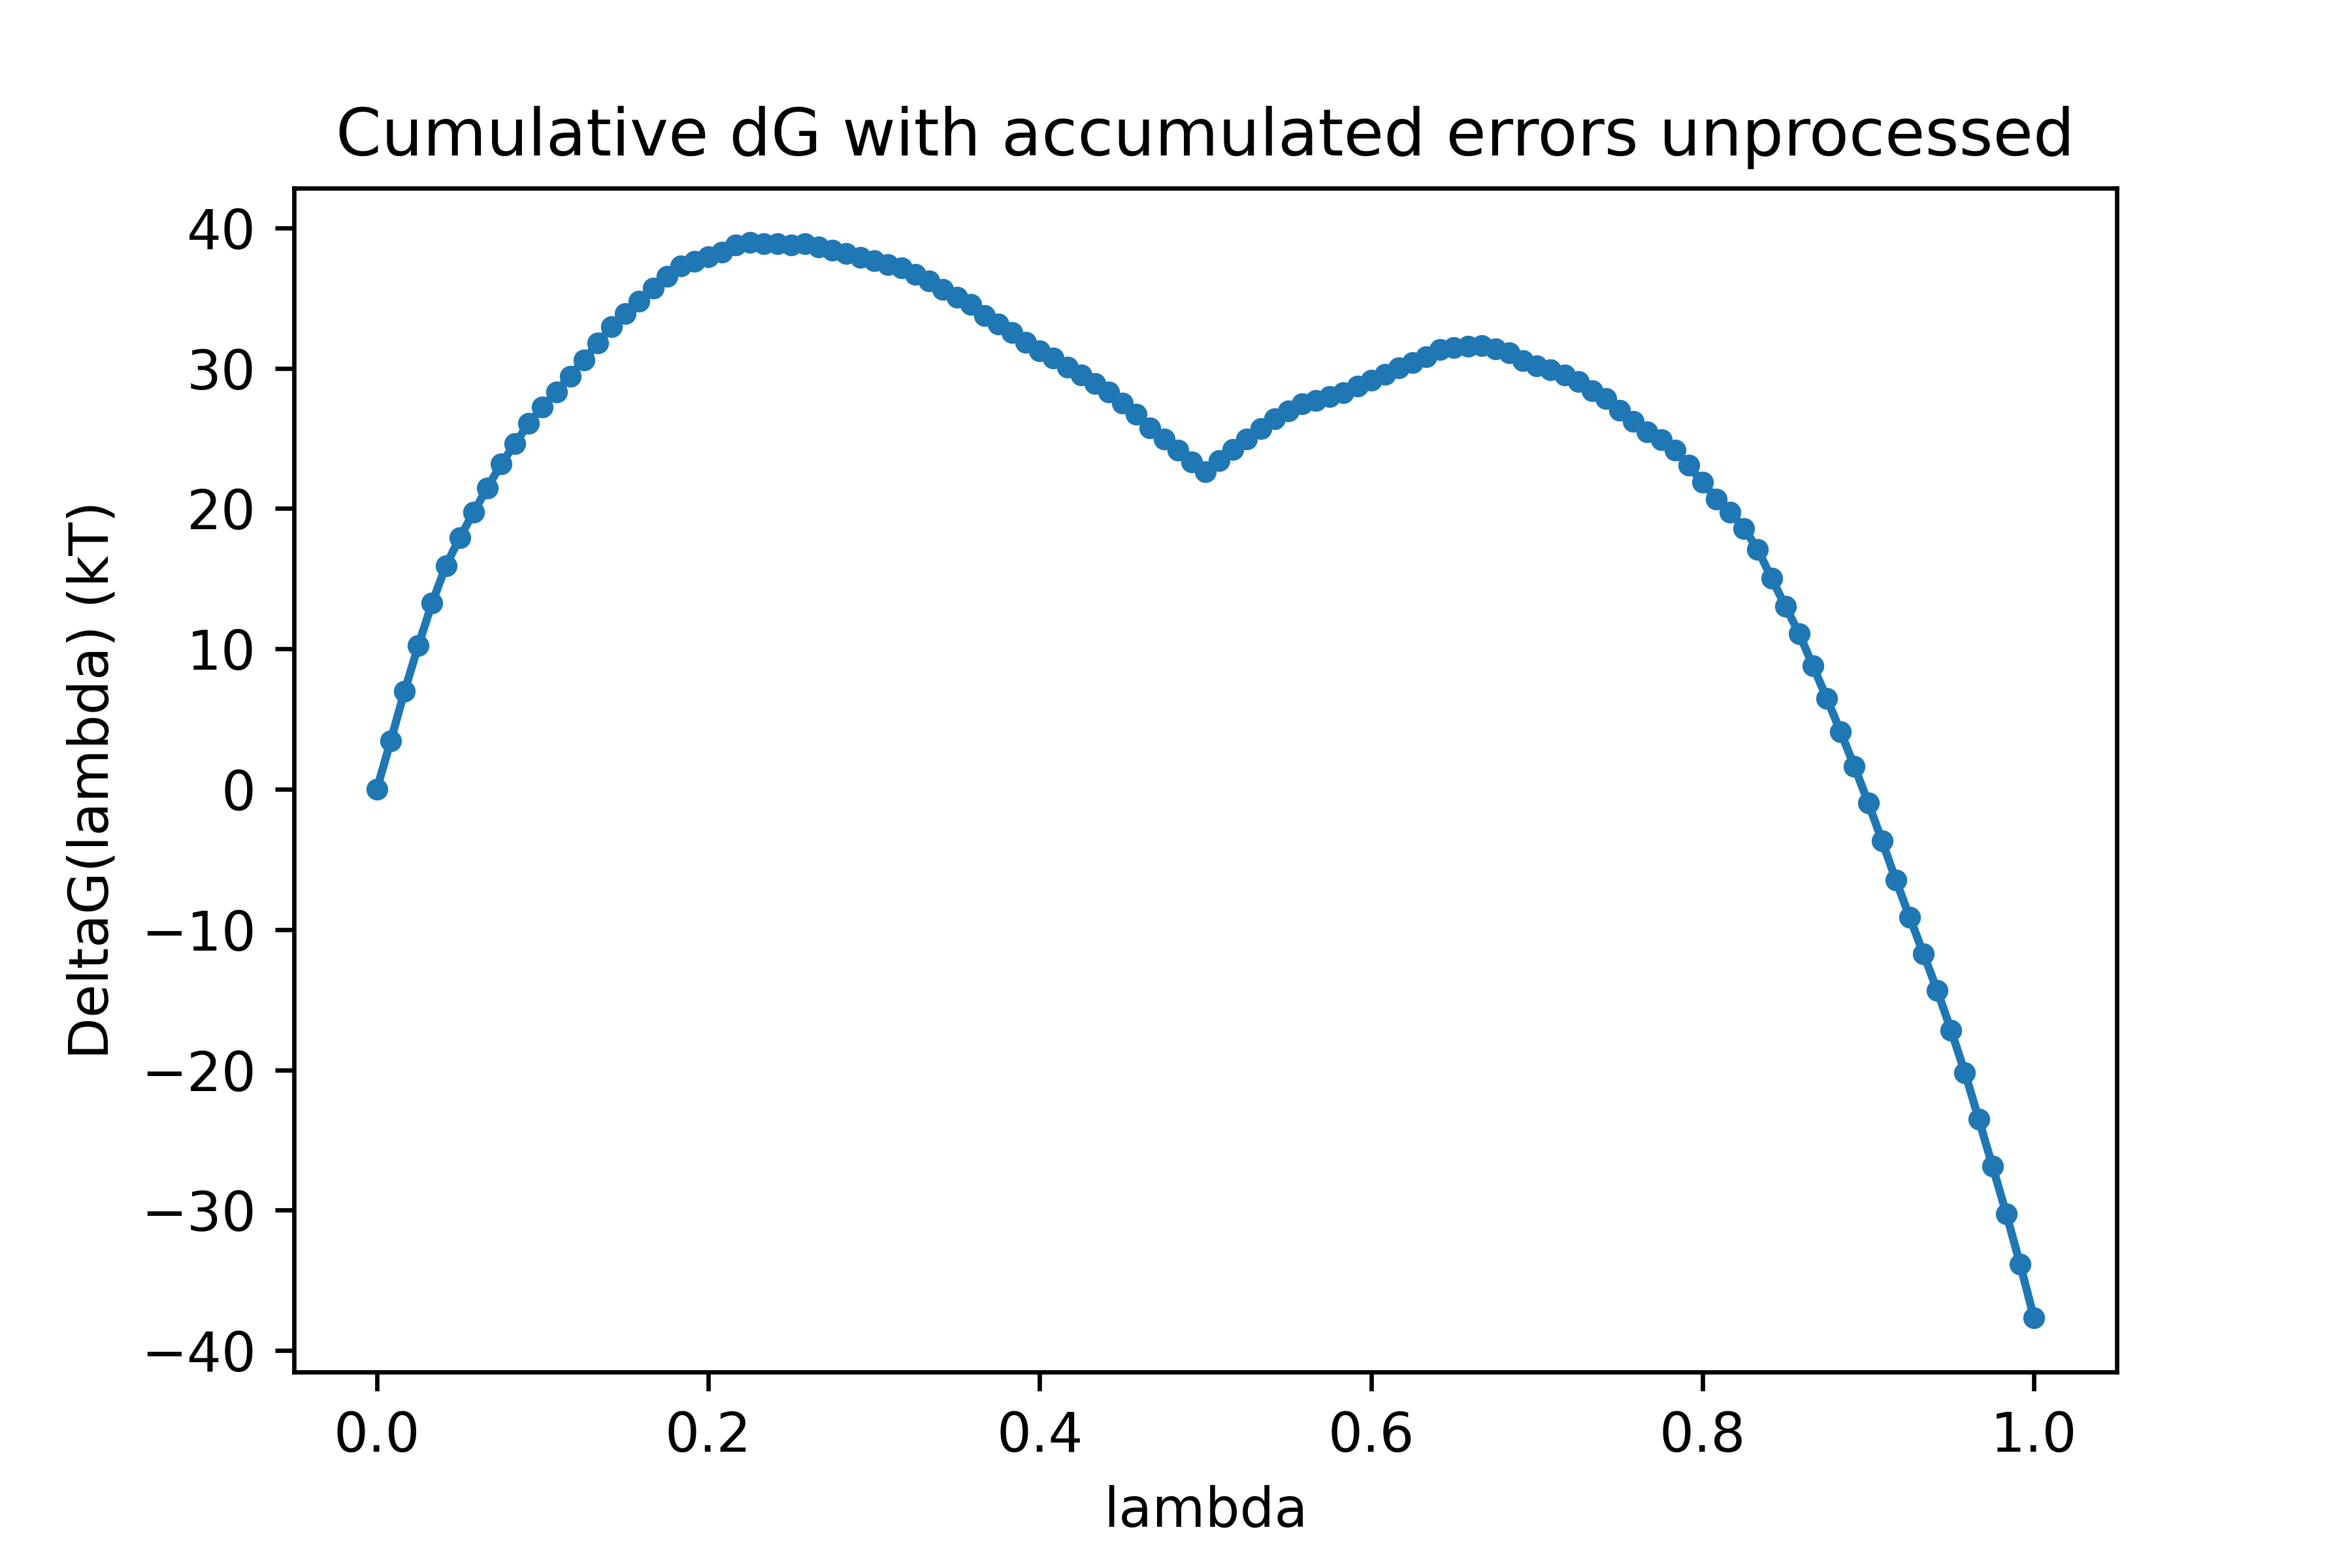 Cumulative dG with accumulated errors unprocessed
DeltaG(lambda) (kT)
40
30
20
10
0
−10
−20
−30
−40
0.0 0.2 0.4 0.6 0.8 1.0
lambda